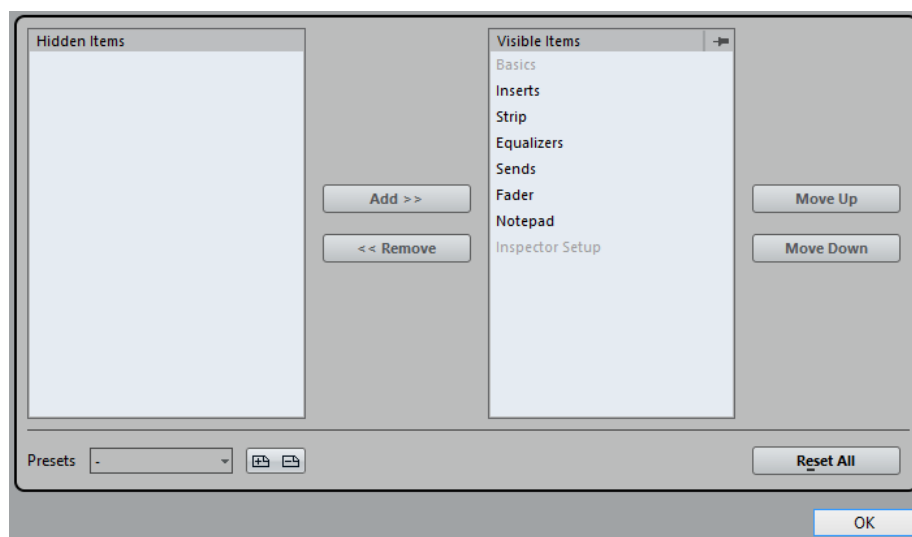 Hidden Items
Visible Items
Basics
Inserts
Strip
Equalizers
Sends
Fader
Notepad
Inspector Setup
Add >>
<< Remove
Move Up
Move Down
Presets -
Reset All
OK